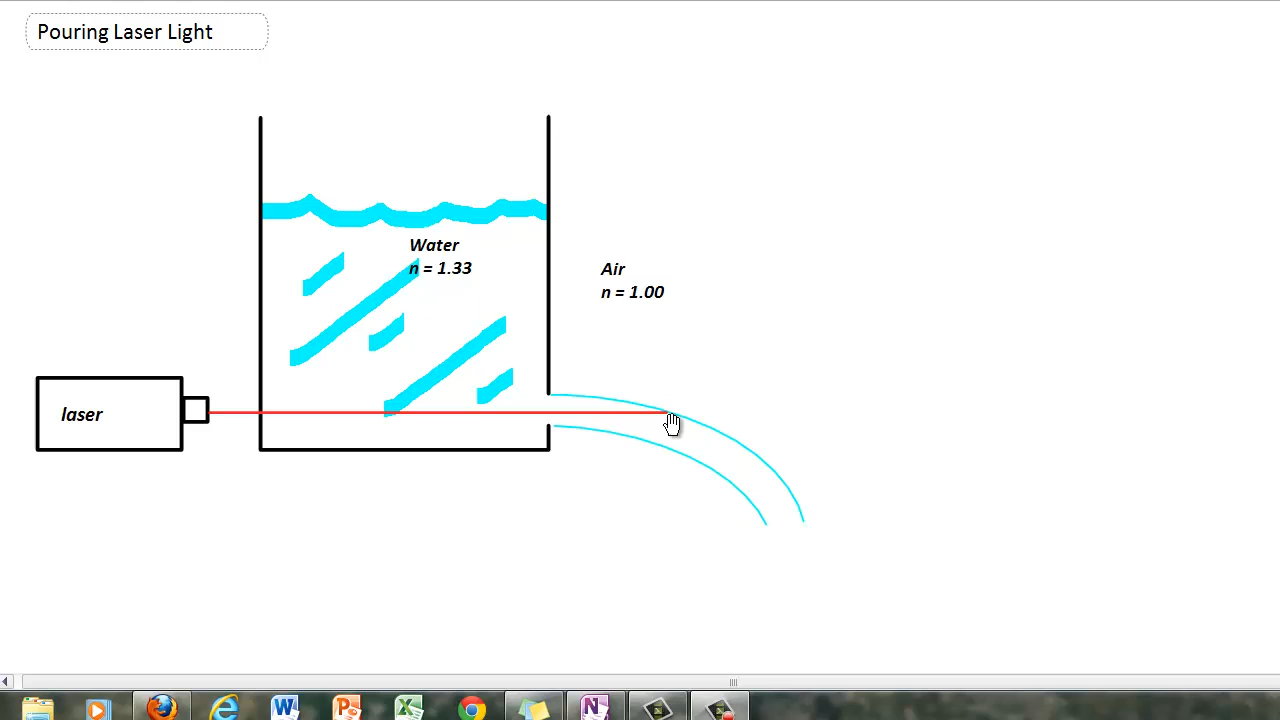 Pouring Laser Light
Water
n = 1.33
Air
n = 1.00
laser